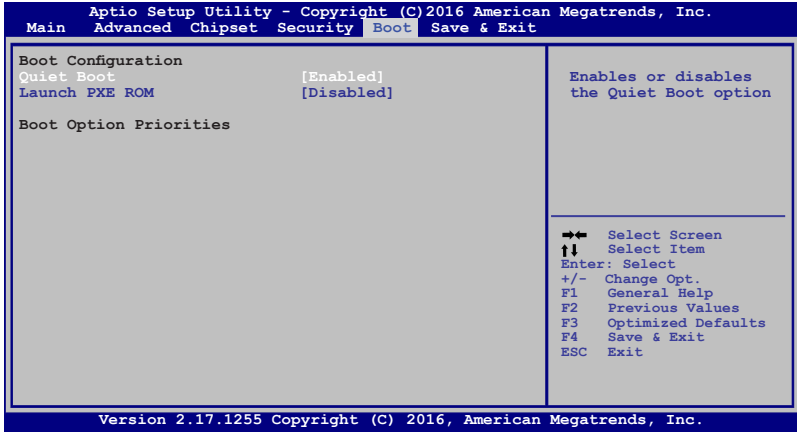 Aptio Setup Utility - Copyright (C)2016 American Megatrends, Inc.
Main Advanced Chipset Security Boot Save & Exit
Boot Configuration
Quiet Boot [Enabled]
Launch PXE ROM [Disabled]
Boot Option Priorities
Enables or disables
the Quiet Boot option
→← Select Screen
↑↓ Select Item
Enter: Select
+/- Change Opt.
F1 General Help
F2 Previous Values
F3 Optimized Defaults
F4 Save & Exit
ESC Exit
Version 2.17.1255 Copyright (C) 2016, American Megatrends, Inc.